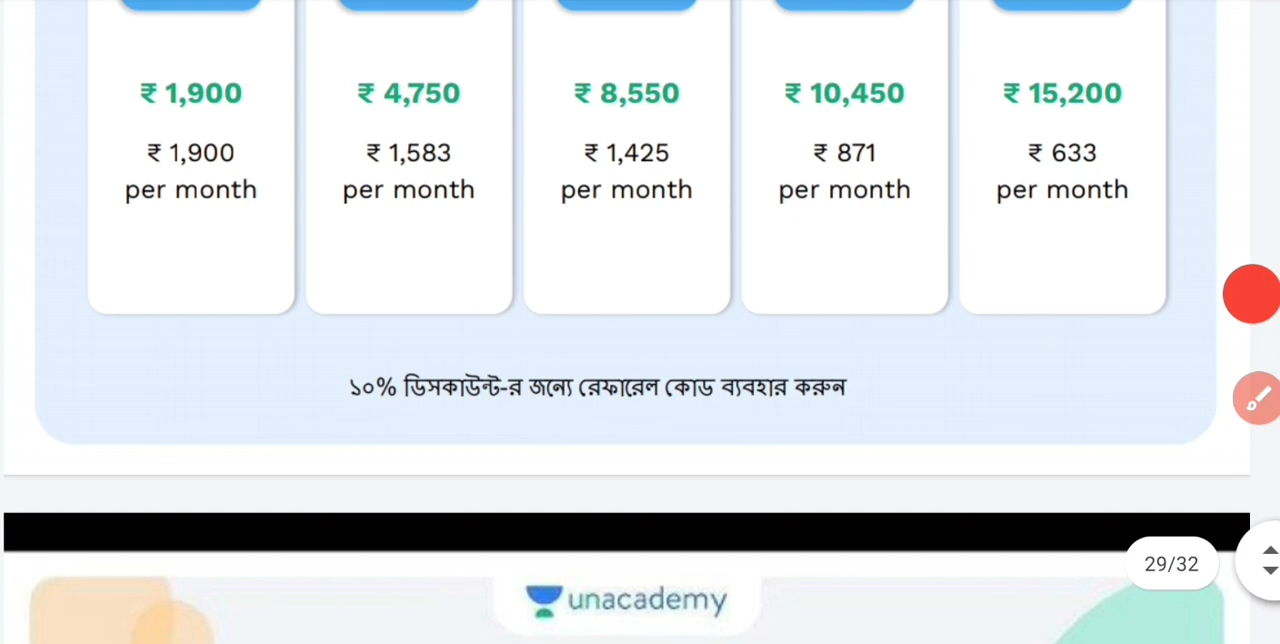 ₹ 1,900 ₹ 4,750 ₹ 8,550 ₹ 10,450 ₹ 15,200
₹ 1,900 ₹ 1,583 ₹ 1,425 ₹ 871 ₹ 633
per month per month per month per month per month
১০% ডিসকাউন্ট-র জন্যে রেফারেল কোড ব্যবহার করুন
29/32
unacademy